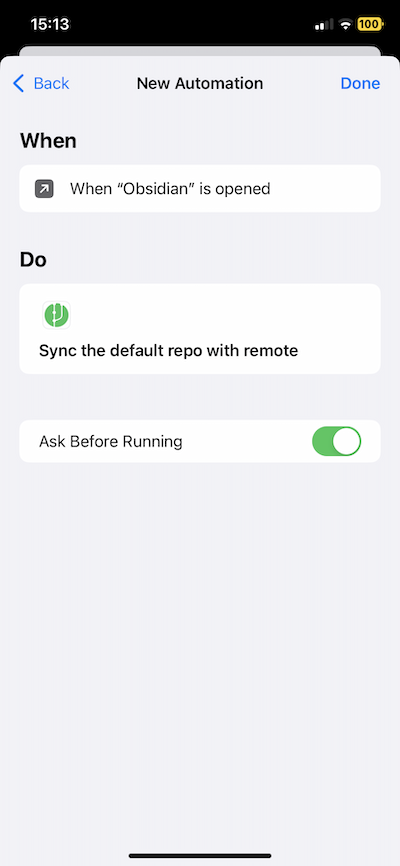 15:13
100
Back New Automation Done
When
When “Obsidian” is opened
Do
Sync the default repo with remote
Ask Before Running